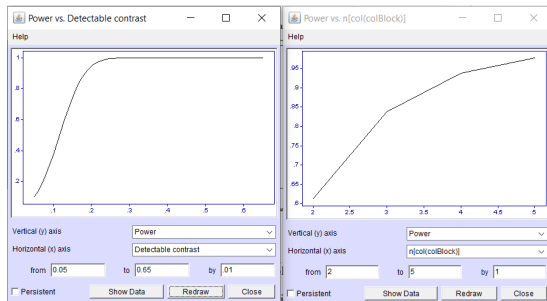 Power vs. Detectable contrast
Help
1
.8
.6
.4
.2
.1 .2 .3 .4 .5 .6
Vertical (y) axis Power
Horizontal (x) axis Detectable contrast
from 0.05 to 0.65 by .01
Persistent Show Data Redraw Close
Power vs. n[col(colBlock)]
Help
.95
.9
.85
.8
.75
.7
.65
.6
2 2.5 3 3.5 4 4.5 5
Vertical (y) axis Power
Horizontal (x) axis n[col(colBlock)]
from 2 to 5 by 1
Persistent Show Data Redraw Close